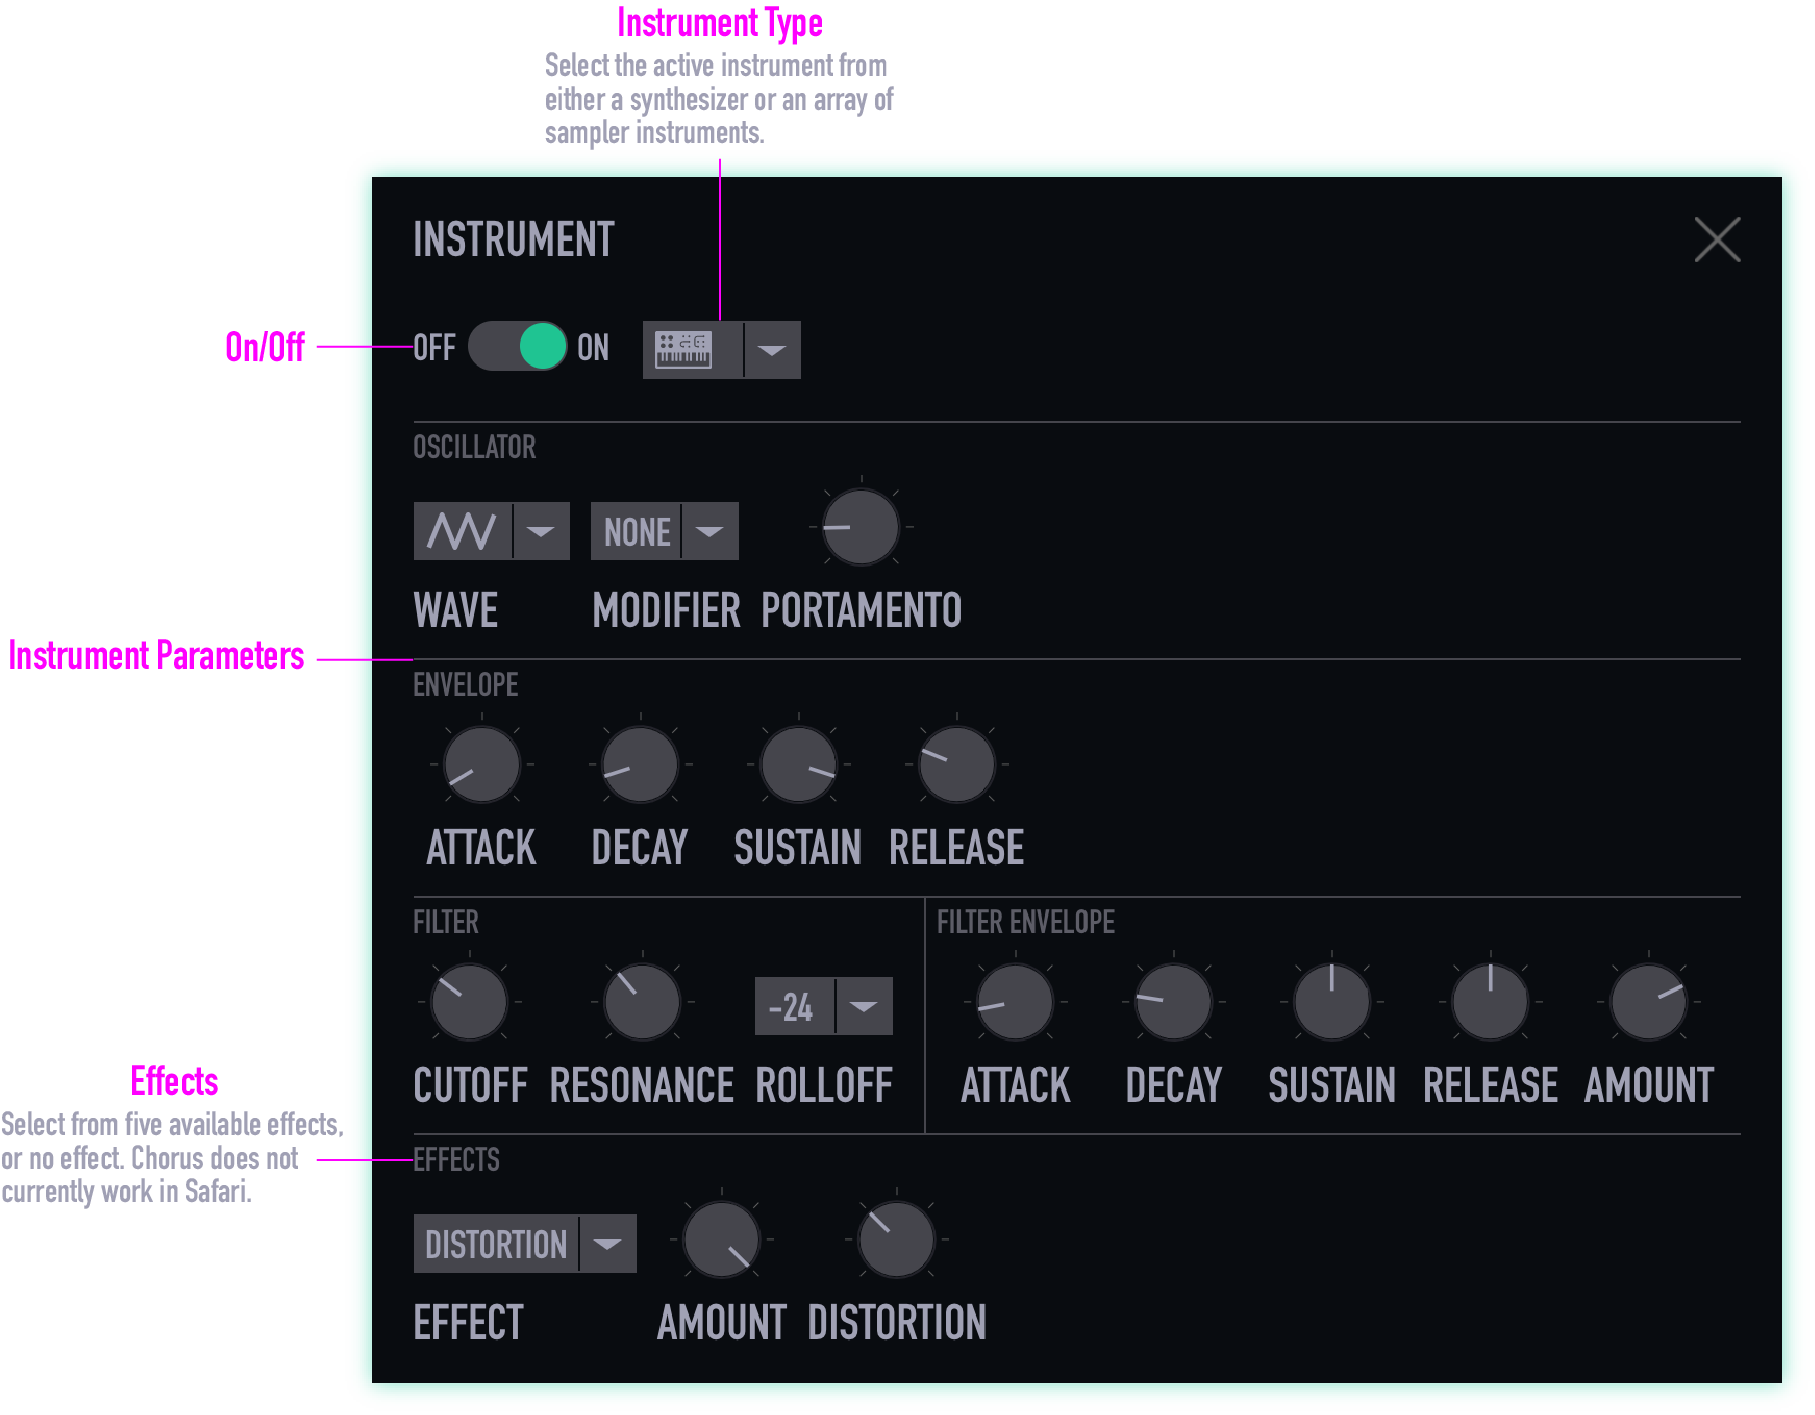 Instrument Type
Select the active instrument from
either a synthesizer or an array of
sampler instruments.
INSTRUMENT
On/Off
OFF ON
OSCILLATOR
NONE
WAVE MODIFIER PORTAMENTO
Instrument Parameters
ENVELOPE
ATTACK DECAY SUSTAIN RELEASE
FILTER FILTER ENVELOPE
-24
CUTOFF RESONANCE ROLLOFF ATTACK DECAY SUSTAIN RELEASE AMOUNT
Effects
Select from five available effects,
or no effect. Chorus does not
currently work in Safari.
EFFECTS
DISTORTION
EFFECT AMOUNT DISTORTION